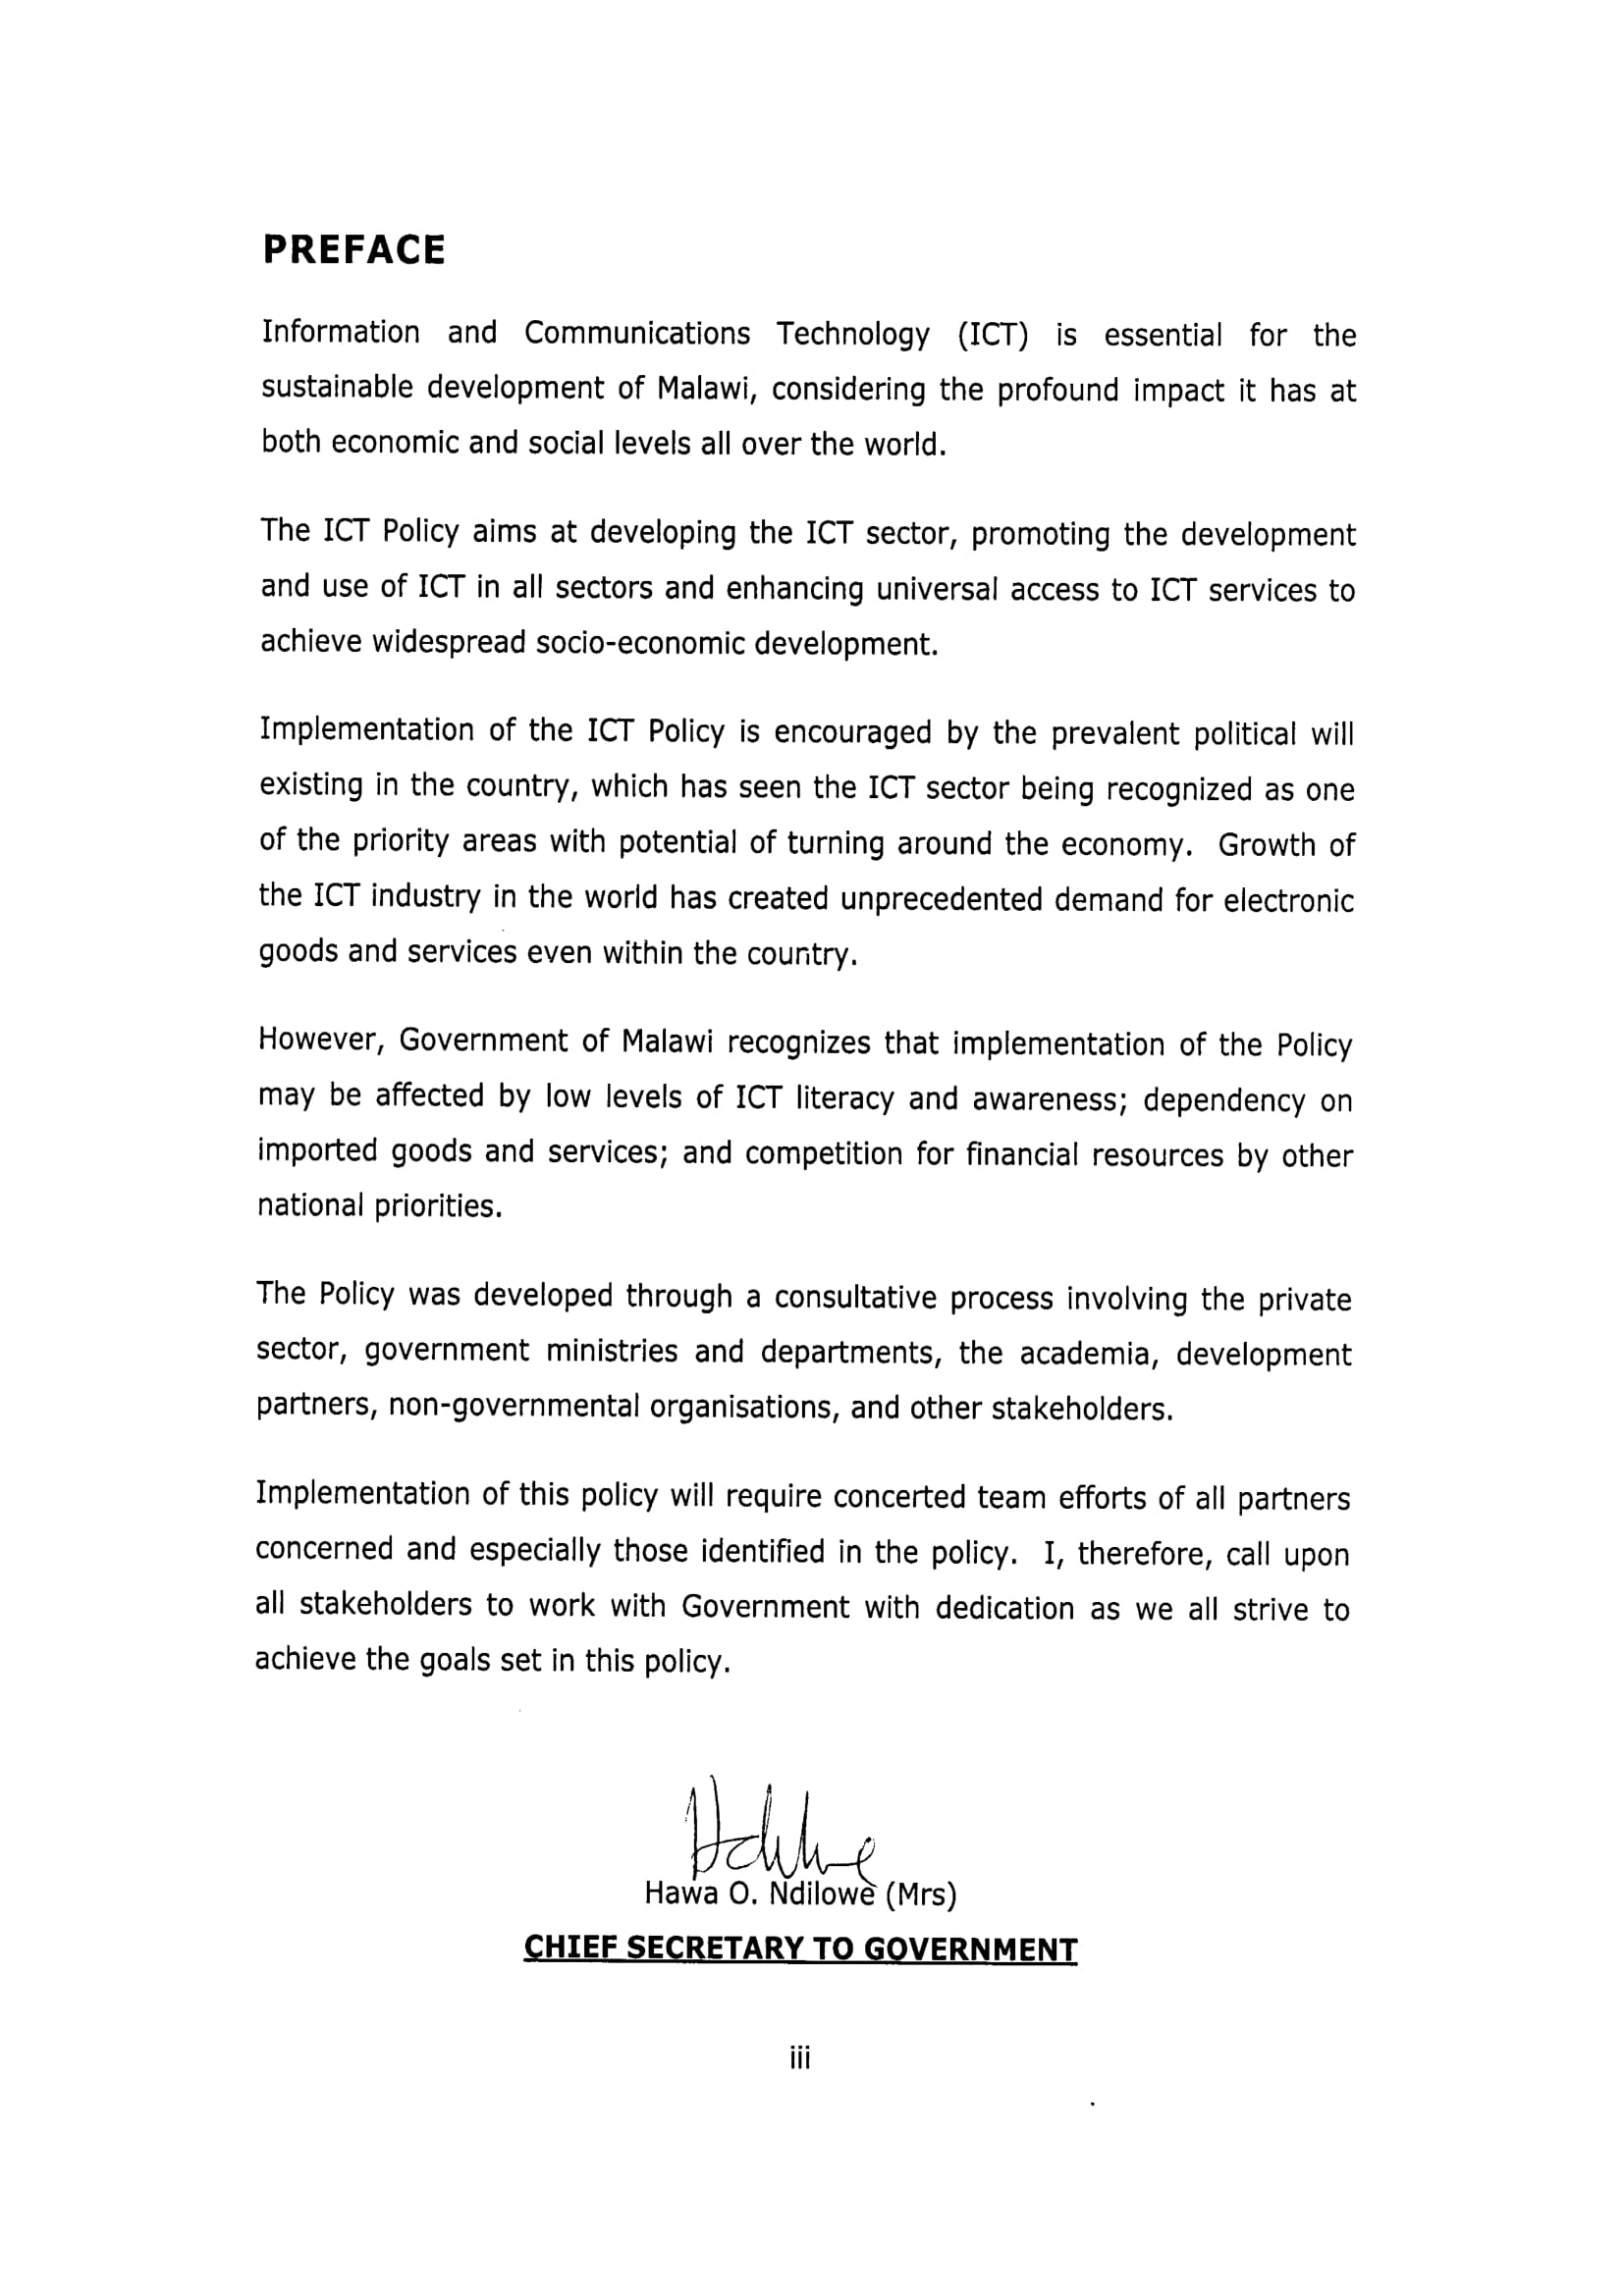 PREFACE
Information and Communications Technology (ICT) is essential for the
sustainable development of Malawi, considering the profound impact it has at
both economic and social levels all over the world.
The ICT Policy aims at developing the ICT sector, promoting the development
and use of ICT in all sectors and enhancing universal access to ICT services to
achieve widespread socio-economic development.
Implementation of the ICT Policy is encouraged by the prevalent political will
existing in the country, which has seen the ICT sector being recognized as one
of the priority areas with potential of turning around the economy. Growth of
the ICT industry in the world has created unprecedented demand for electronic
goods and services even within the country.
However, Government of Malawi recognizes that implementation of the Policy
may be affected by low levels of ICT literacy and awareness; dependency on
imported goods and services; and competition for financial resources by other
national priorities.
The Policy was developed through a consultative process involving the private
sector, government ministries and departments, the academia, development
partners, non-governmental organisations, and other stakeholders.
Implementation of this policy will require concerted team efforts of all partners
concerned and especially those identified in the policy. I, therefore, call upon
all stakeholders to work with Government with dedication as we all strive to
achieve the goals set in this policy.
Hawa O. Ndilowe (Mrs)
CHIEF SECRETARY TO GOVERNMENT
iii